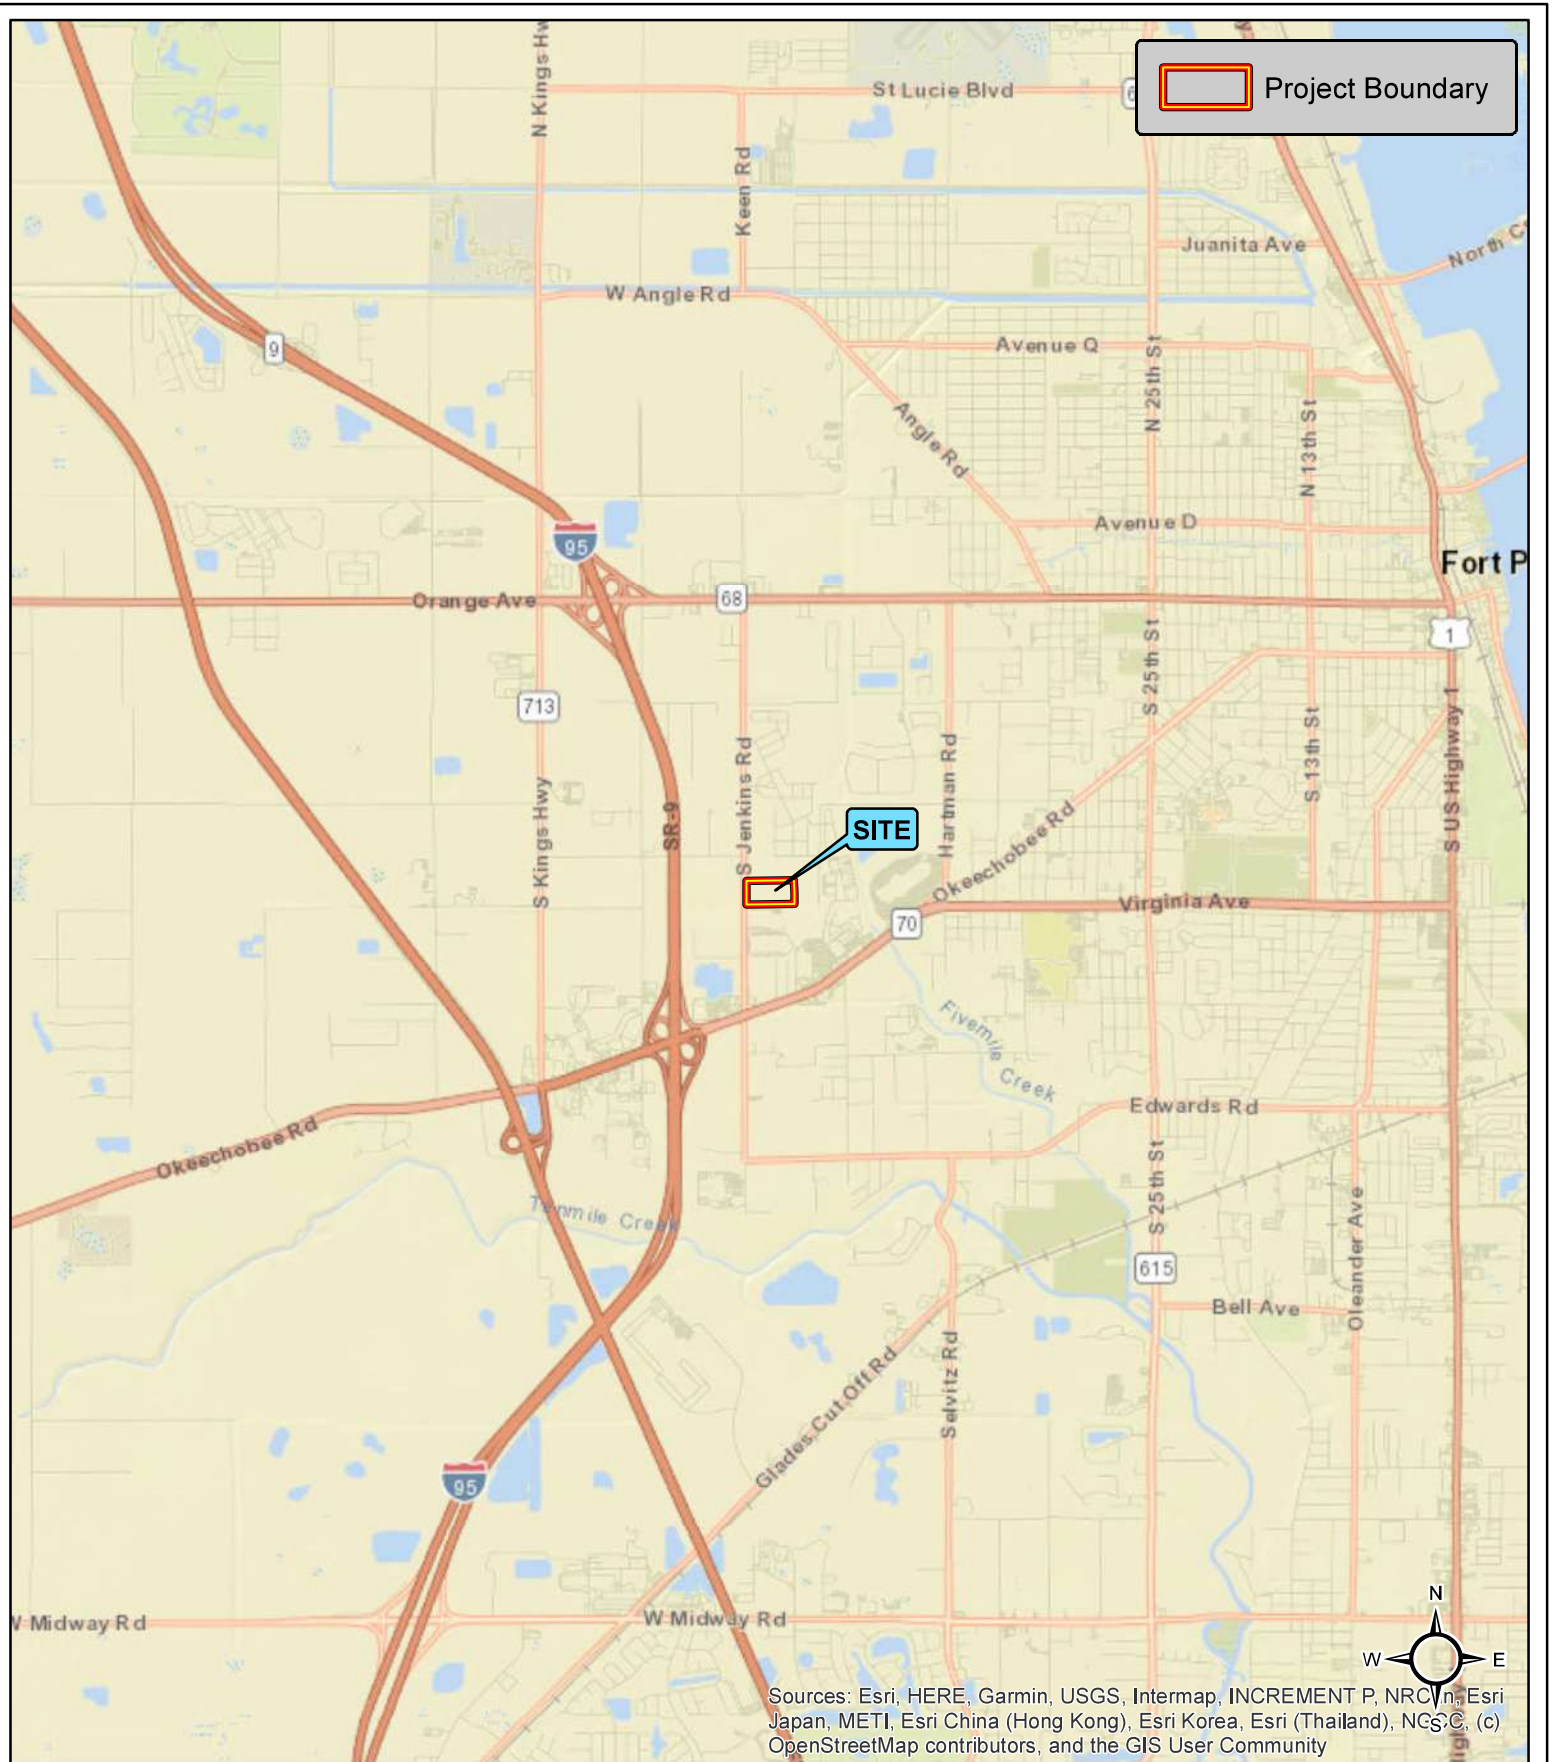 Project Boundary
N Kings Hw
St Lucie Blvd
6
Keen Rd
Juanita Ave
North C
W Angle Rd
9
Avenue Q
N 25th St
Angle Rd
N 13th St
Avenue D
95
Fort P
Orange Ave
68
1
S 25th St
713
S Jenkins Rd
Hartman Rd
S 13th St
S US Highway 1
S Kings Hwy
SR-9
SITE
Okeechobee Rd
Virginia Ave
70
Fivemile Creek
Edwards Rd
Okeechobee Rd
S 25th St
Tenmile Creek
615
Oleander Ave
Bell Ave
Selvitz Rd
Glades Cut Off Rd
95
W Midway Rd
W Midway Rd
N
W
E
S
Sources: Esri, HERE, Garmin, USGS, Intermap, INCREMENT P, NRCan, Esri
Japan, METI, Esri China (Hong Kong), Esri Korea, Esri (Thailand), NGCC, (c)
OpenStreetMap contributors, and the GIS User Community